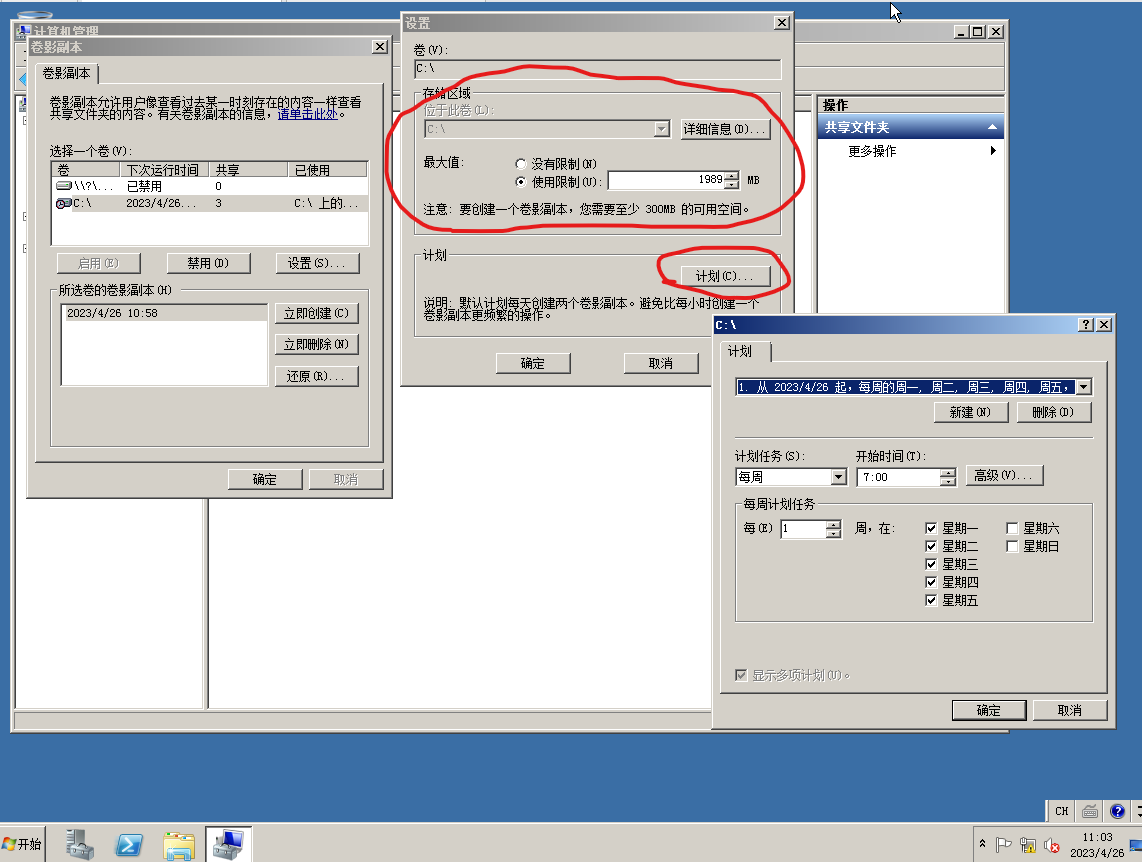 计算机管理
卷影副本
卷影副本
卷影副本允许用户像查看过去某一时刻存在的内容一样查看
共享文件夹的内容。有关卷影副本的信息，请单击此处。
选择一个卷(V):
卷 下次运行时间 共享 已使用
\\?\... 已禁用 0
C:\ 2023/4/26... 3 C:\ 上的...
启用(E) 禁用(D) 设置(S)...
所选卷的卷影副本(H)
2023/4/26 10:58
立即创建(C)
立即删除(N)
还原(R)...
确定 取消
设置
卷(V):
C:\
存储区域
位于此卷(L):
C:\ 详细信息(D)...
最大值: 没有限制(N)
使用限制(U): 1989 MB
注意: 要创建一个卷影副本，您需要至少 300MB 的可用空间。
计划
计划(C)...
说明: 默认计划每天创建两个卷影副本。避免比每小时创建一个
卷影副本更频繁的操作。
确定 取消
操作
共享文件夹
更多操作
C:\
计划
1. 从 2023/4/26 起，每周的周一, 周二, 周三, 周四, 周五,
新建(N) 删除(D)
计划任务(S): 开始时间(T):
每周 7:00 高级(V)...
每周计划任务
每(E) 1 周，在: 星期一 星期六
星期二 星期日
星期三
星期四
星期五
显示多项计划(U)。
确定 取消
CH
开始
11:03
2023/4/26